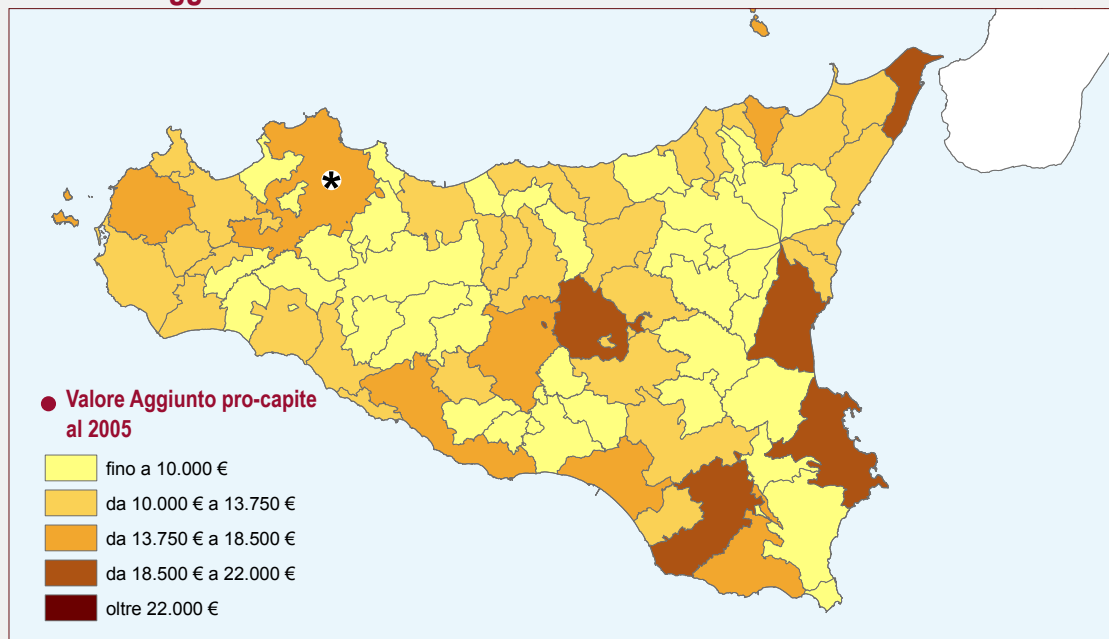 Valore Aggiunto pro-capite
al 2005
fino a 10.000 €
da 10.000 € a 13.750 €
da 13.750 € a 18.500 €
da 18.500 € a 22.000 €
oltre 22.000 €